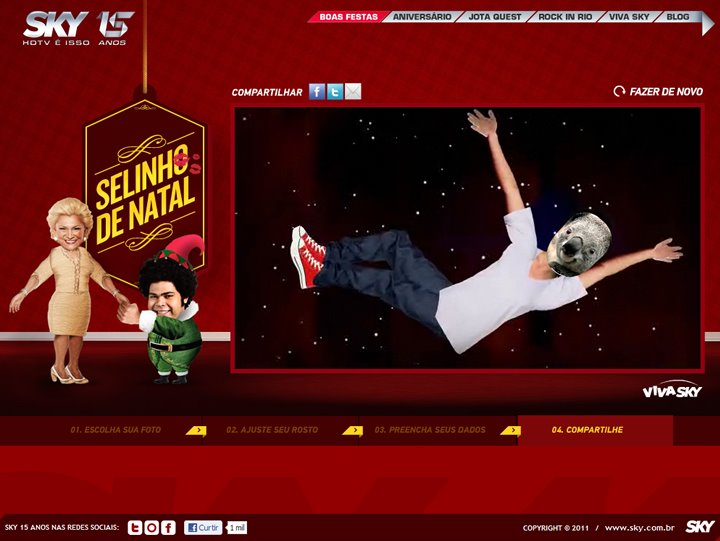 SKY 15
HDTV É ISSO ANOS
BOAS FESTAS
ANIVERSÁRIO
JOTA QUEST
ROCK IN RIO
VIVA SKY
BLOG
COMPARTILHAR
FAZER DE NOVO
SELINHO
DE NATAL
VIVA SKY
01. ESCOLHA SUA FOTO
02. AJUSTE SEU ROSTO
03. PREENCHA SEUS DADOS
04. COMPARTILHE
SKY 15 ANOS NAS REDES SOCIAIS:
Curtir
1 mil
COPYRIGHT © 2011 / www.sky.com.br
SKY